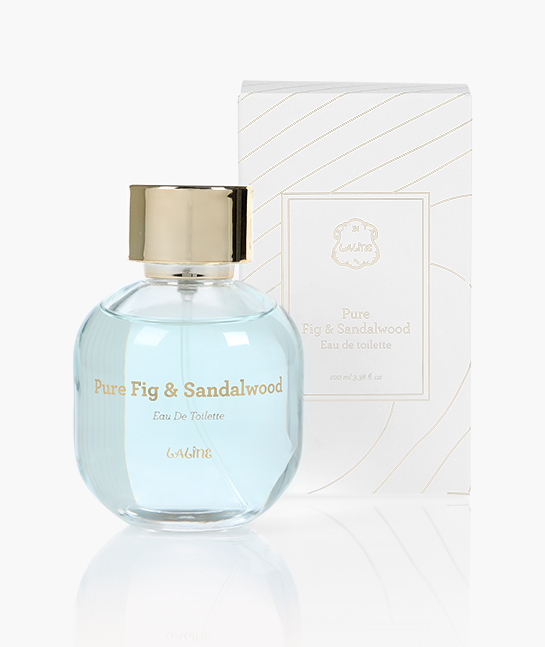 Pure Fig & Sandalwood
Eau De Toilette
LALINE
LALINE
Pure
Fig & Sandalwood
Eau de toilette
100 ml 3.38 fl oz